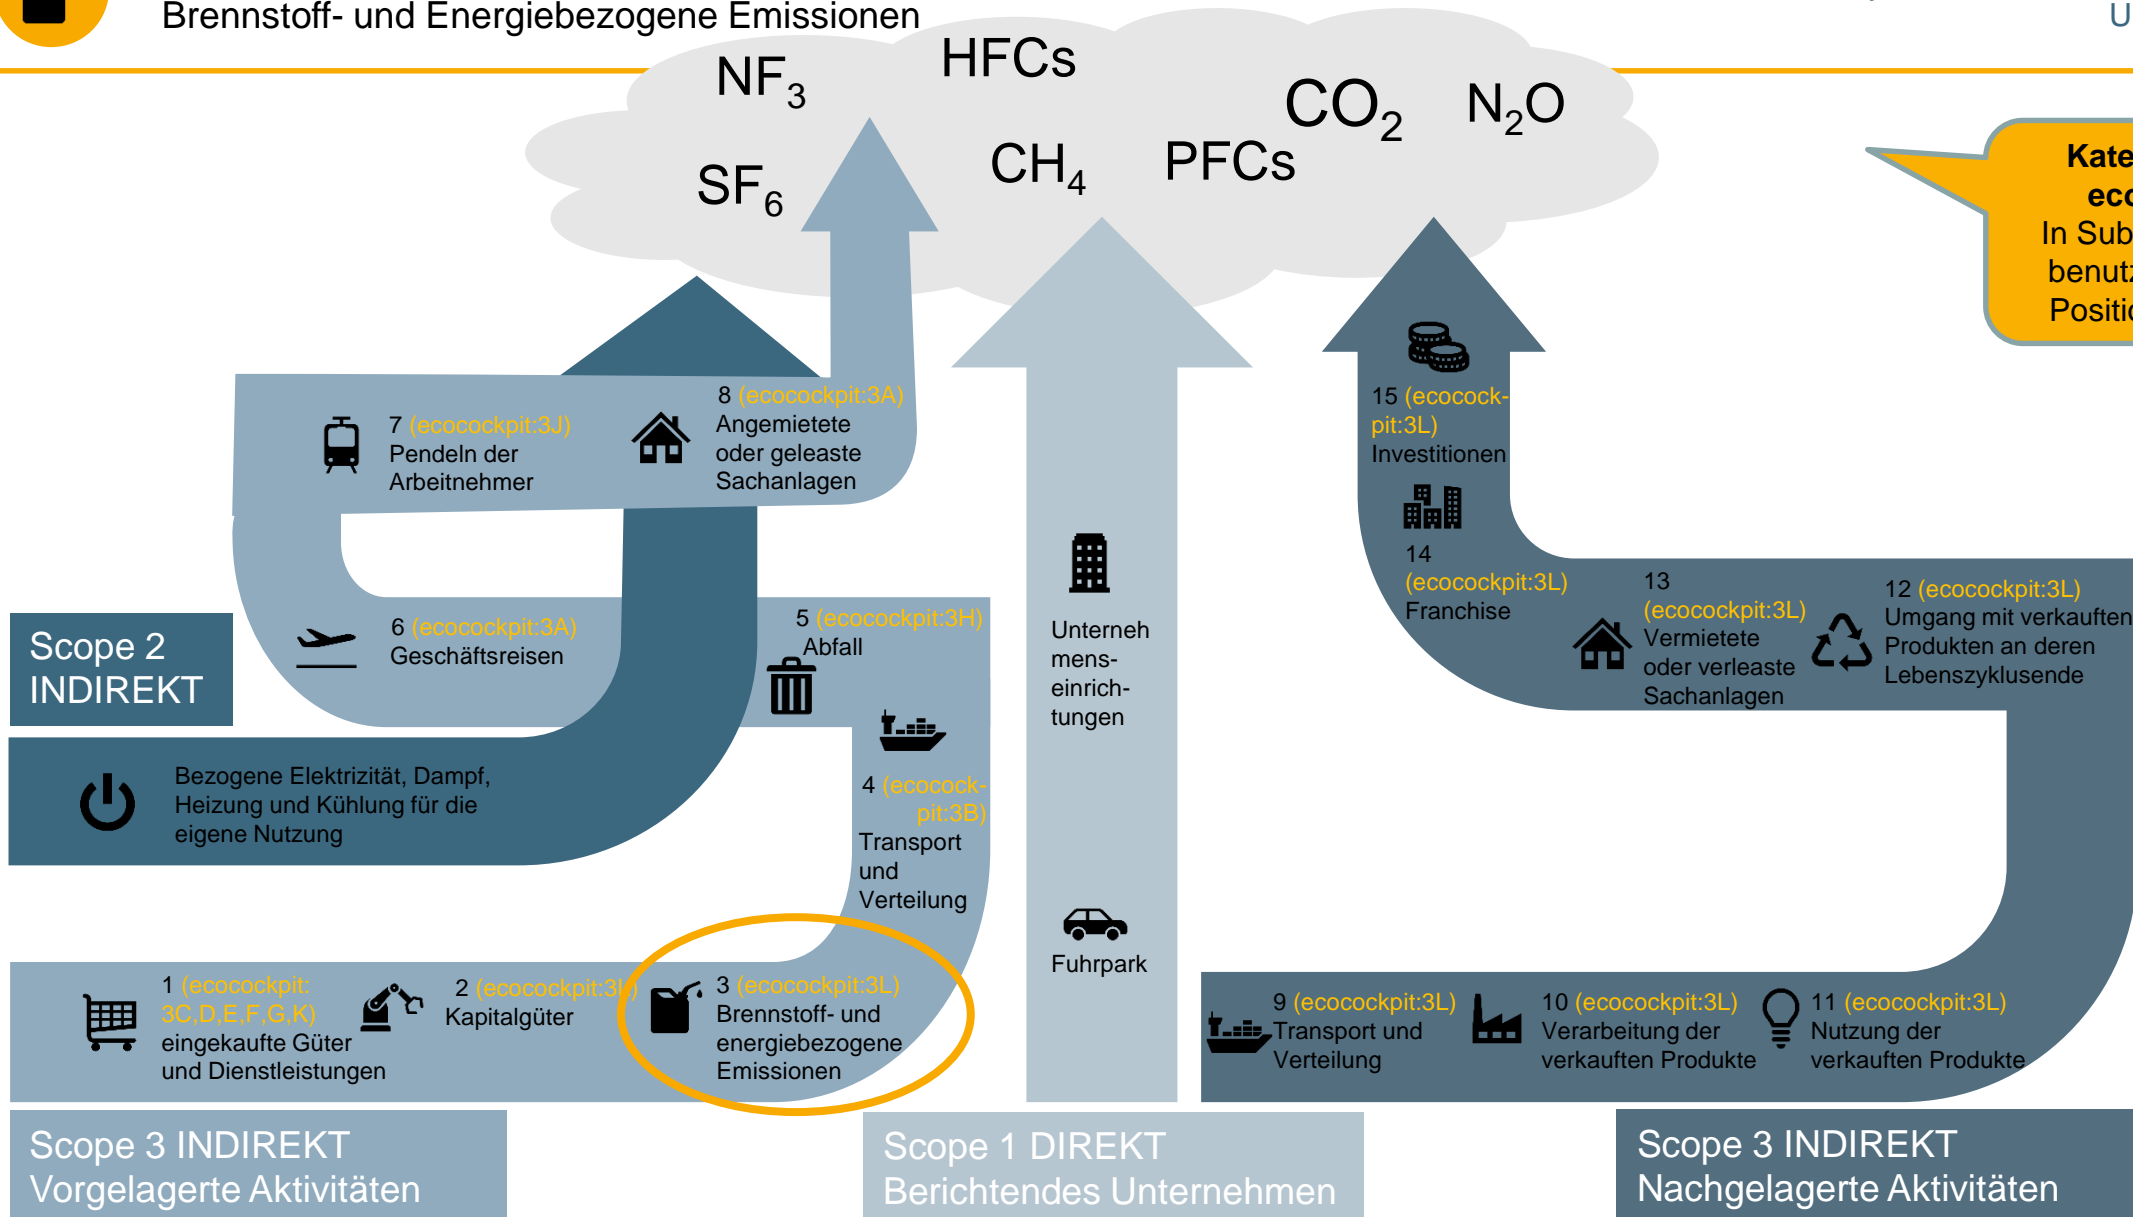 Brennstoff- und Energiebezogene Emissionen
U
NF3
HFCs
CO2
N2O
SF6
CH4
PFCs
In Sub
7 (ecocockpit:3J)
Pendeln der
Arbeitnehmer
8 (ecocockpit:3A)
Angemietete
oder geleaste
Sachanlagen
15 (ecocock-
pit:3L)
Investitionen
14
(ecocockpit:3L)
Franchise
13
(ecocockpit:3L)
Vermietete
oder verleaste
Sachanlagen
12 (ecocockpit:3L)
Umgang mit verkauften
Produkten an deren
Lebenszyklusende
Scope 2
INDIREKT
6 (ecocockpit:3A)
Geschäftsreisen
5 (ecocockpit:3H)
Abfall
Unterneh
mens-
einrich-
tungen
Bezogene Elektrizität, Dampf,
Heizung und Kühlung für die
eigene Nutzung
4 (ecocock-
pit:3B)
Transport
und
Verteilung
Fuhrpark
1 (ecocockpit:
3C,D,E,F,G,K)
eingekaufte Güter
und Dienstleistungen
2 (ecocockpit:3L)
Kapitalgüter
3 (ecocockpit:3L)
Brennstoff- und
energiebezogene
Emissionen
9 (ecocockpit:3L)
Transport und
Verteilung
10 (ecocockpit:3L)
Verarbeitung der
verkauften Produkte
11 (ecocockpit:3L)
Nutzung der
verkauften Produkte
Scope 3 INDIREKT
Vorgelagerte Aktivitäten
Scope 1 DIREKT
Berichtendes Unternehmen
Scope 3 INDIREKT
Nachgelagerte Aktivitäten